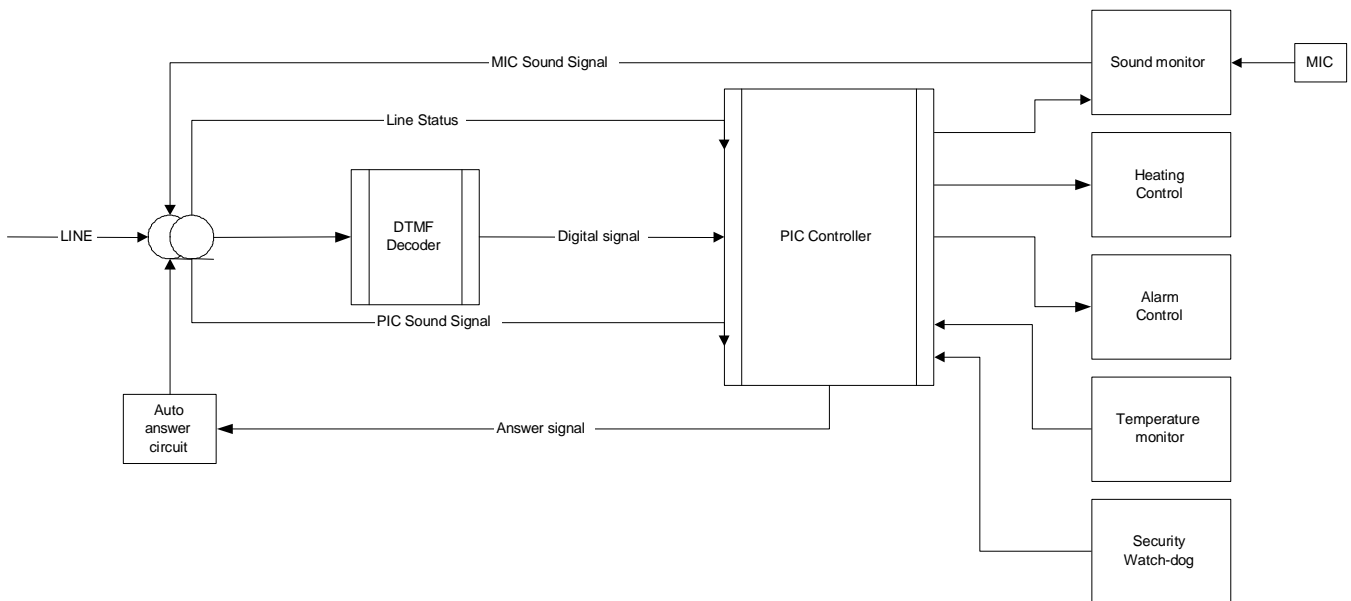 MIC Sound Signal
Sound monitor
MIC
Line Status
Heating
Control
LINE
DTMF
Decoder
Digital signal
PIC Controller
Alarm
Control
PIC Sound Signal
Auto
answer
circuit
Answer signal
Temperature
monitor
Security
Watch-dog